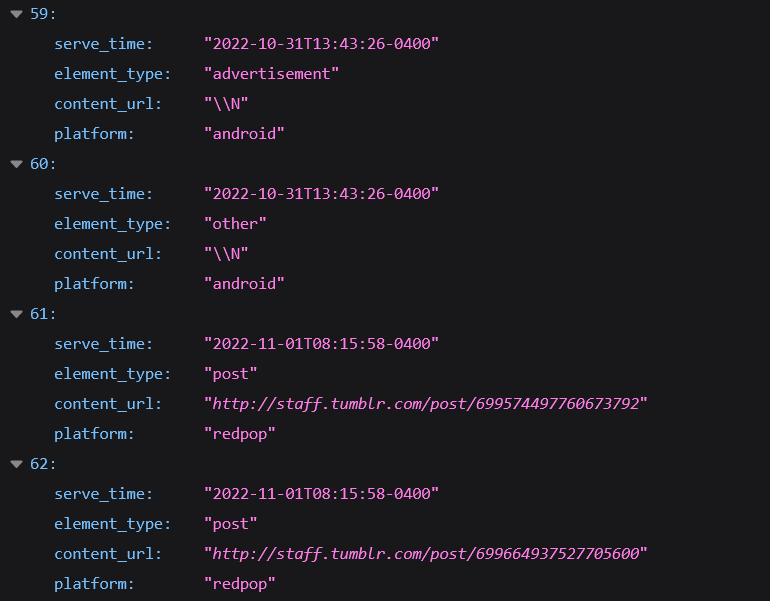 59:
serve_time: "2022-10-31T13:43:26-0400"
element_type: "advertisement"
content_url: "\\N"
platform: "android"
60:
serve_time: "2022-10-31T13:43:26-0400"
element_type: "other"
content_url: "\\N"
platform: "android"
61:
serve_time: "2022-11-01T08:15:58-0400"
element_type: "post"
content_url: "http://staff.tumblr.com/post/699574497760673792"
platform: "redpop"
62:
serve_time: "2022-11-01T08:15:58-0400"
element_type: "post"
content_url: "http://staff.tumblr.com/post/699664937527705600"
platform: "redpop"